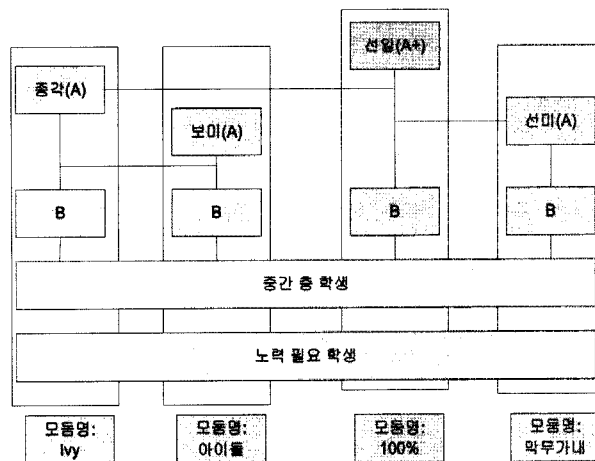 선일(A+)
종각(A)
보미(A)
선미(A)
B
B
B
B
중간 층 학생
노력 필요 학생
모둠명:
Ivy
모둠명:
아이돌
모둠명:
100%
모둠명:
막무가내